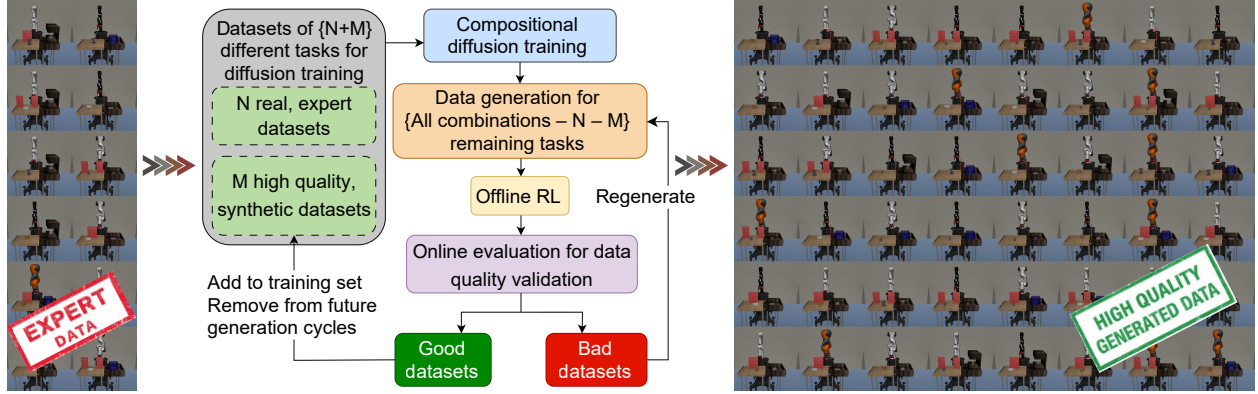 Datasets of {N+M}
different tasks for
diffusion training
N real, expert
datasets
M high quality,
synthetic datasets
Compositional
diffusion training
Data generation for
{All combinations – N – M}
remaining tasks
Offline RL
Regenerate
Online evaluation for data
quality validation
Add to training set
Remove from future
generation cycles
Good
datasets
Bad
datasets
EXPERT
DATA
HIGH QUALITY
GENERATED DATA